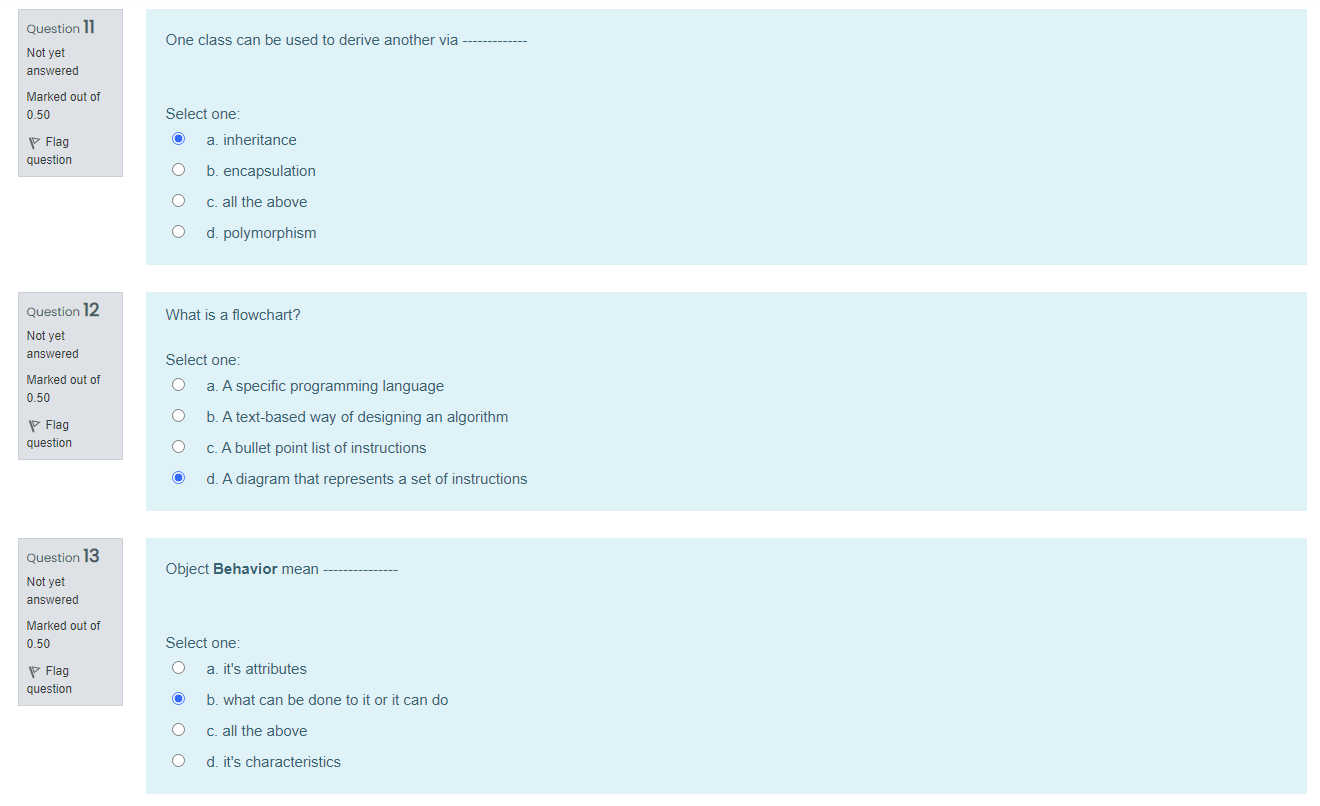 Question 11
Not yet
answered
Marked out of
0.50
Flag
question
One class can be used to derive another via -------------
Select one:
a. inheritance
b. encapsulation
c. all the above
d. polymorphism
Question 12
Not yet
answered
Marked out of
0.50
Flag
question
What is a flowchart?
Select one:
a. A specific programming language
b. A text-based way of designing an algorithm
c. A bullet point list of instructions
d. A diagram that represents a set of instructions
Question 13
Not yet
answered
Marked out of
0.50
Flag
question
Object Behavior mean ---------------
Select one:
a. it's attributes
b. what can be done to it or it can do
c. all the above
d. it's characteristics